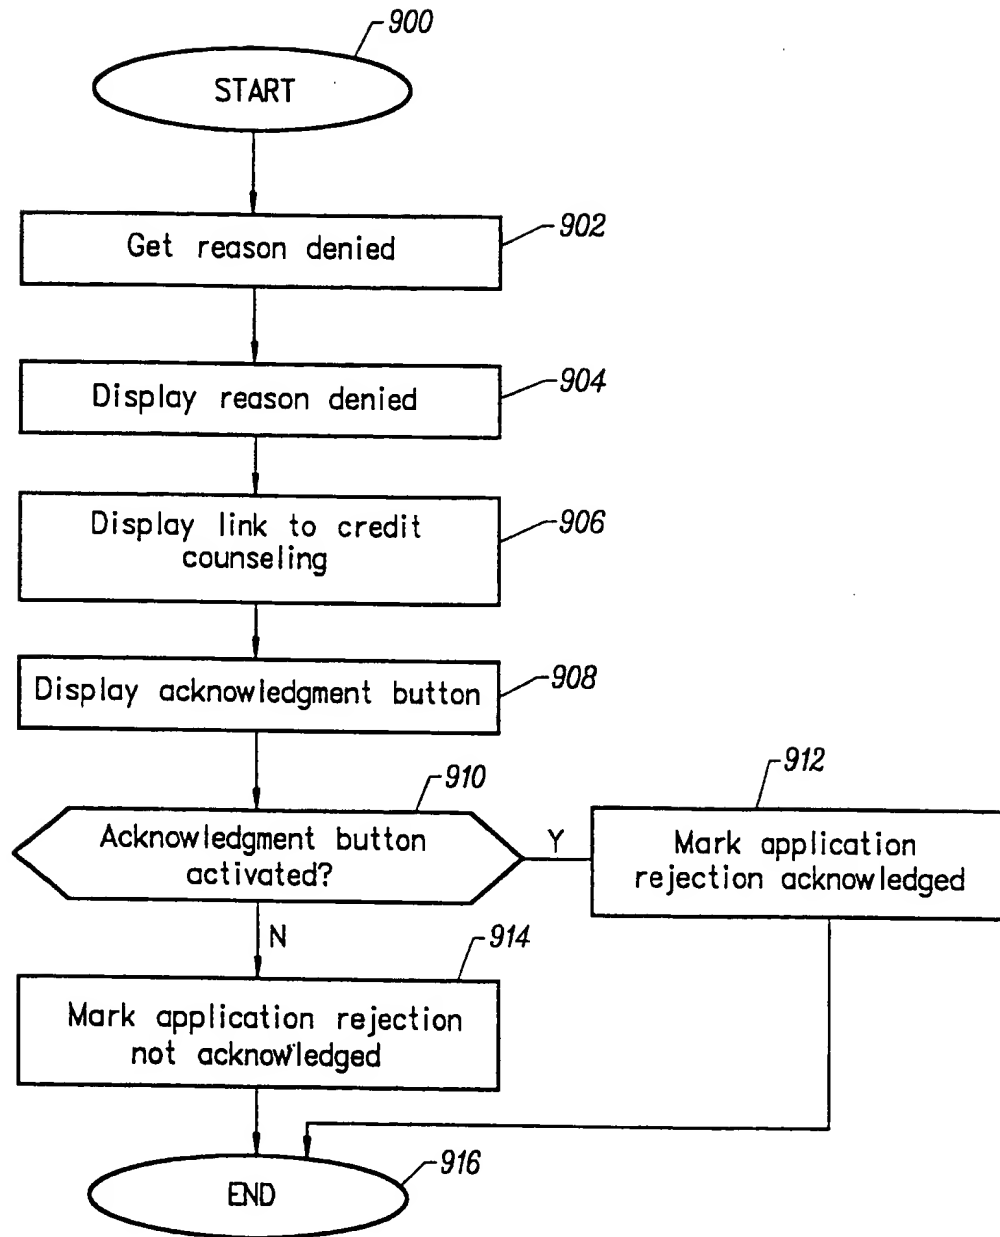 900
START
902
Get reason denied
904
Display reason denied
906
Display link to credit
counseling
908
Display acknowledgment button
910
Acknowledgment button
activated?
Y
912
Mark application
rejection acknowledged
N
914
Mark application rejection
not acknowledged
916
END